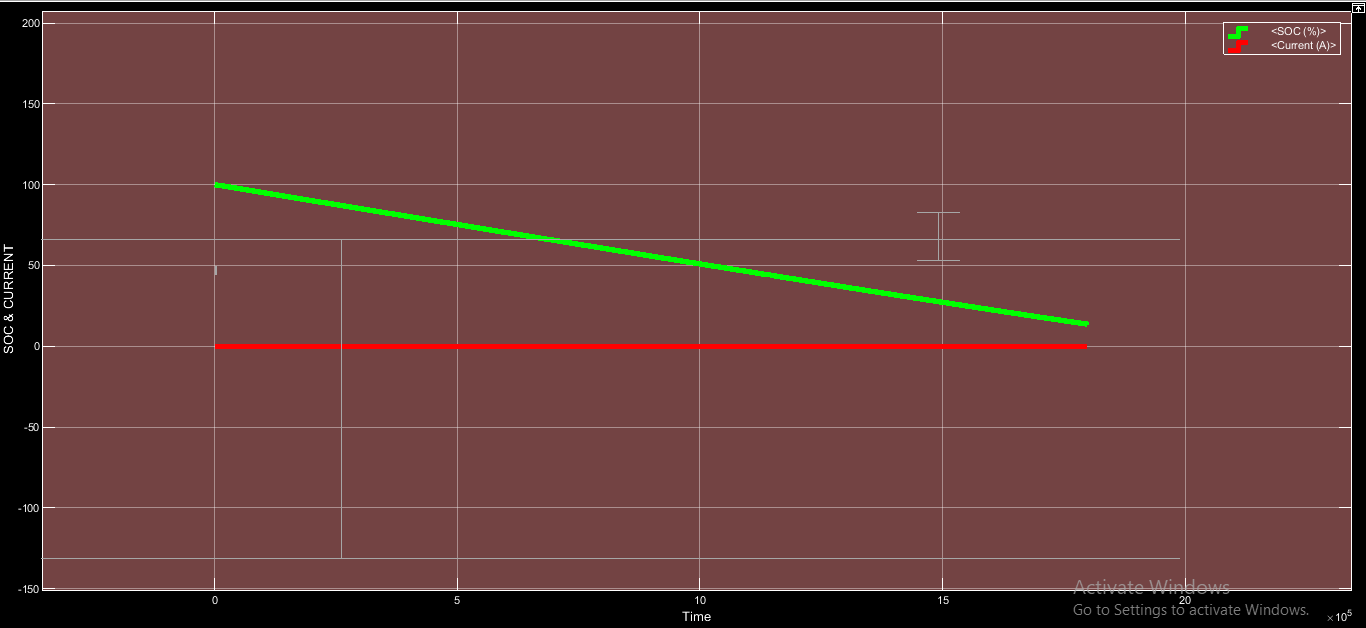 200
<SOC (%)>
<Current (A)>
150
100
50
0
-50
-100
-150
SOC & CURRENT
0
5
10
15
20
Time
×10⁵
Activate Windows
Go to Settings to activate Windows.